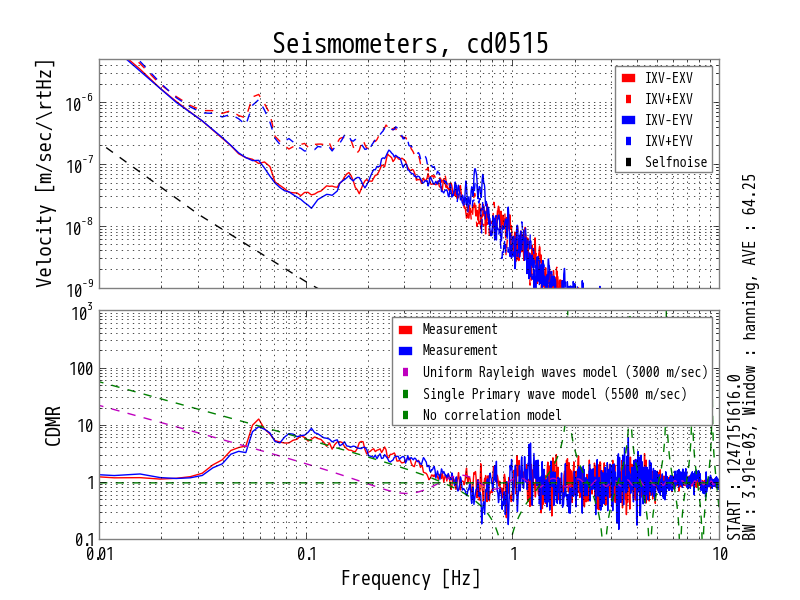 Seismometers, cd0515
Velocity [m/sec/\rtHz]
10^-6
10^-7
10^-8
10^-9
IXV-EXV
IXV+EXV
IXV-EYV
IXV+EYV
Selfnoise
CDMR
10^3
100
10
1
0.1
Measurement
Measurement
Uniform Rayleigh waves model (3000 m/sec)
Single Primary wave model (5500 m/sec)
No correlation model
0.01
0.1
1
10
Frequency [Hz]
START : 1247151616.0
BW : 3.91e-03, Window : hanning, AVE : 64.25